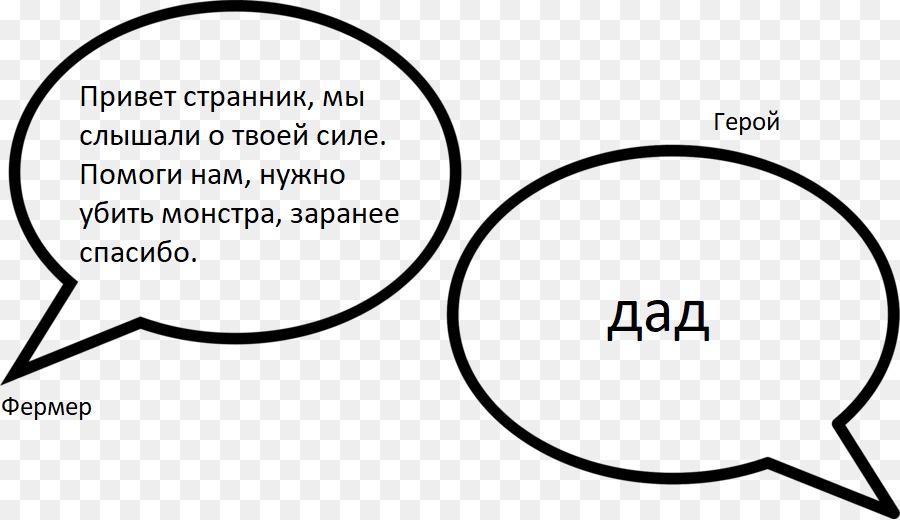 Привет странник, мы
слышали о твоей силе.
Помоги нам, нужно
убить монстра, заранее
спасибо.
Фермер
Герой
дад